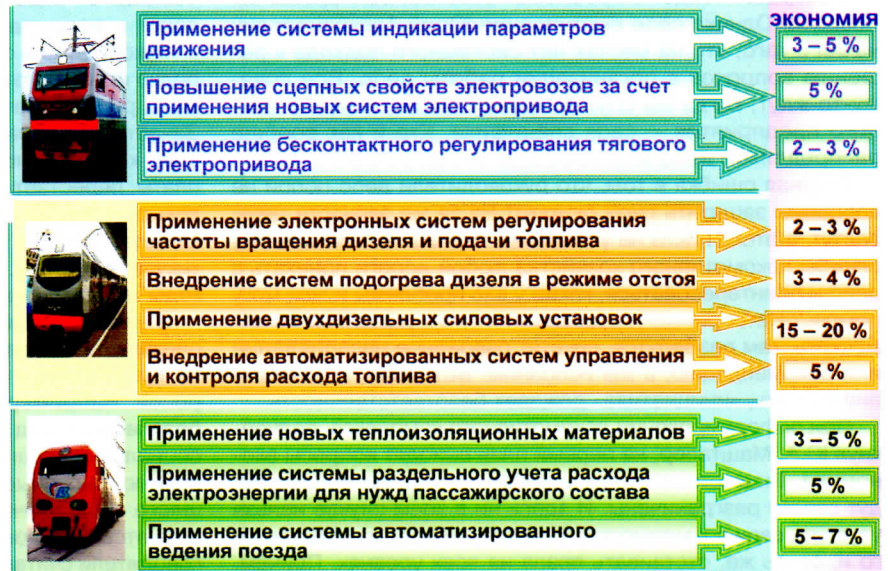 экономия
Применение системы индикации параметров
движения
3 – 5 %
Повышение сцепных свойств электровозов за счет
применения новых систем электропривода
5 %
Применение бесконтактного регулирования тягового
электропривода
2 – 3 %
Применение электронных систем регулирования
частоты вращения дизеля и подачи топлива
2 – 3 %
Внедрение систем подогрева дизеля в режиме отстоя
3 – 4 %
Применение двухдизельных силовых установок
15 – 20 %
Внедрение автоматизированных систем управления
и контроля расхода топлива
5 %
Применение новых теплоизоляционных материалов
3 – 5 %
Применение системы раздельного учета расхода
электроэнергии для нужд пассажирского состава
5 %
Применение системы автоматизированного
ведения поезда
5 – 7 %